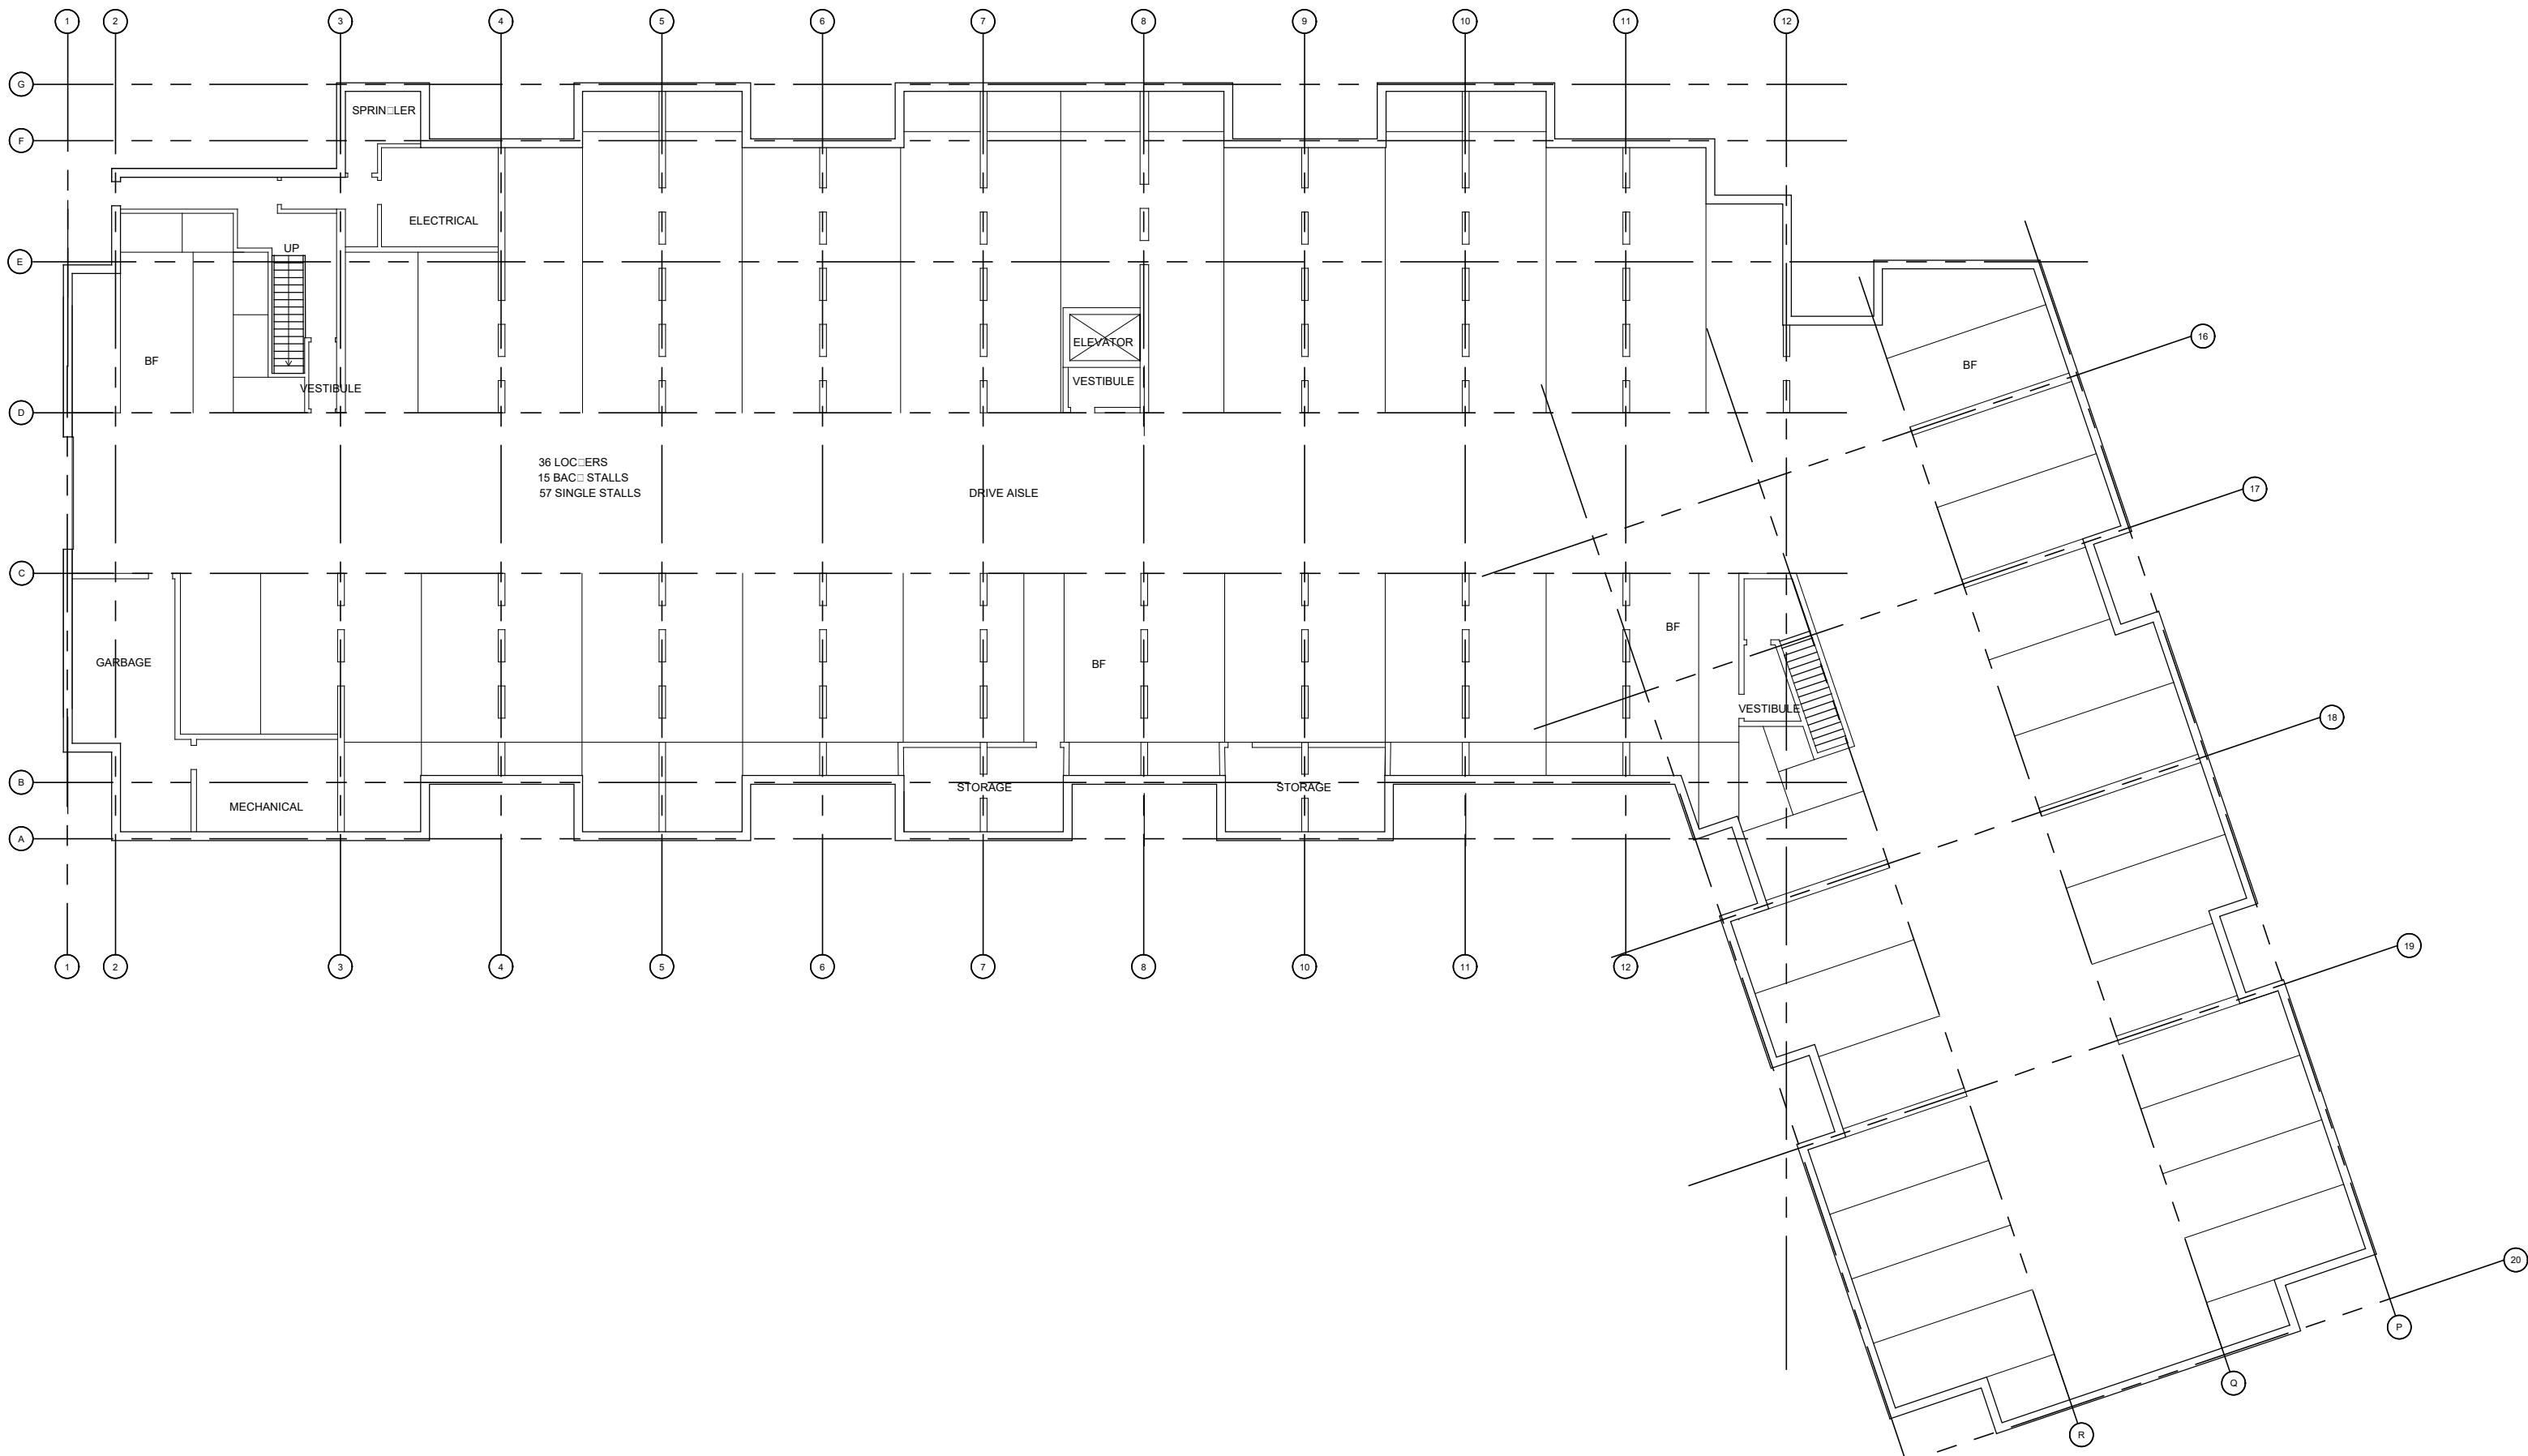 1 2 3 4 5 6 7 8 9 10 11 12
G
SPRIN□LER
F
ELECTRICAL
UP
E
16
ELEVATOR
BF
BF
VESTIBULE
VESTIBULE
D
36 LOC□ERS
15 BAC□ STALLS
57 SINGLE STALLS
DRIVE AISLE
17
C
BF
GARBAGE
BF
VESTIBULE
18
B
STORAGE
STORAGE
MECHANICAL
A
19
1 2 3 4 5 6 7 8 10 11 12
20
P
Q
R